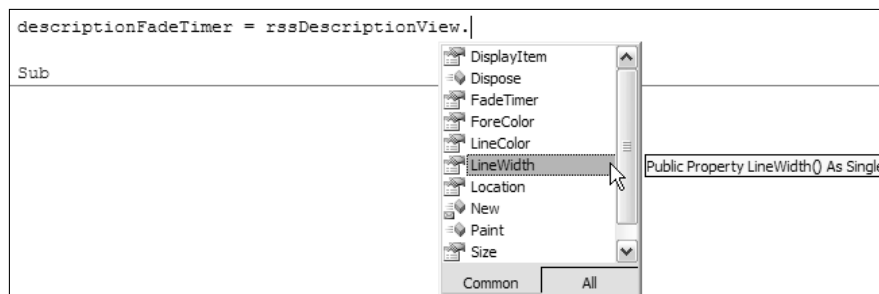 descriptionFadeTimer = rssDescriptionView.
Sub
DisplayItem
Dispose
FadeTimer
ForeColor
LineColor
LineWidth
Public Property LineWidth() As Single
Location
New
Paint
Size
Common
All